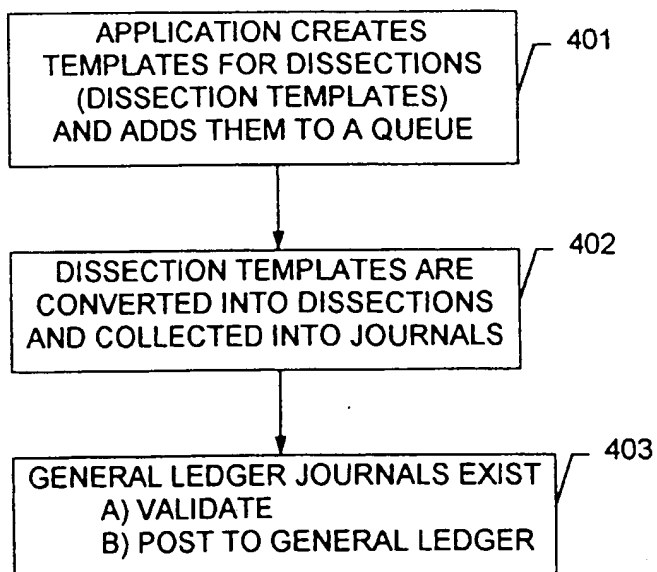 APPLICATION CREATES
TEMPLATES FOR DISSECTIONS
(DISSECTION TEMPLATES)
AND ADDS THEM TO A QUEUE
401
DISSECTION TEMPLATES ARE
CONVERTED INTO DISSECTIONS
AND COLLECTED INTO JOURNALS
402
GENERAL LEDGER JOURNALS EXIST
A) VALIDATE
B) POST TO GENERAL LEDGER
403